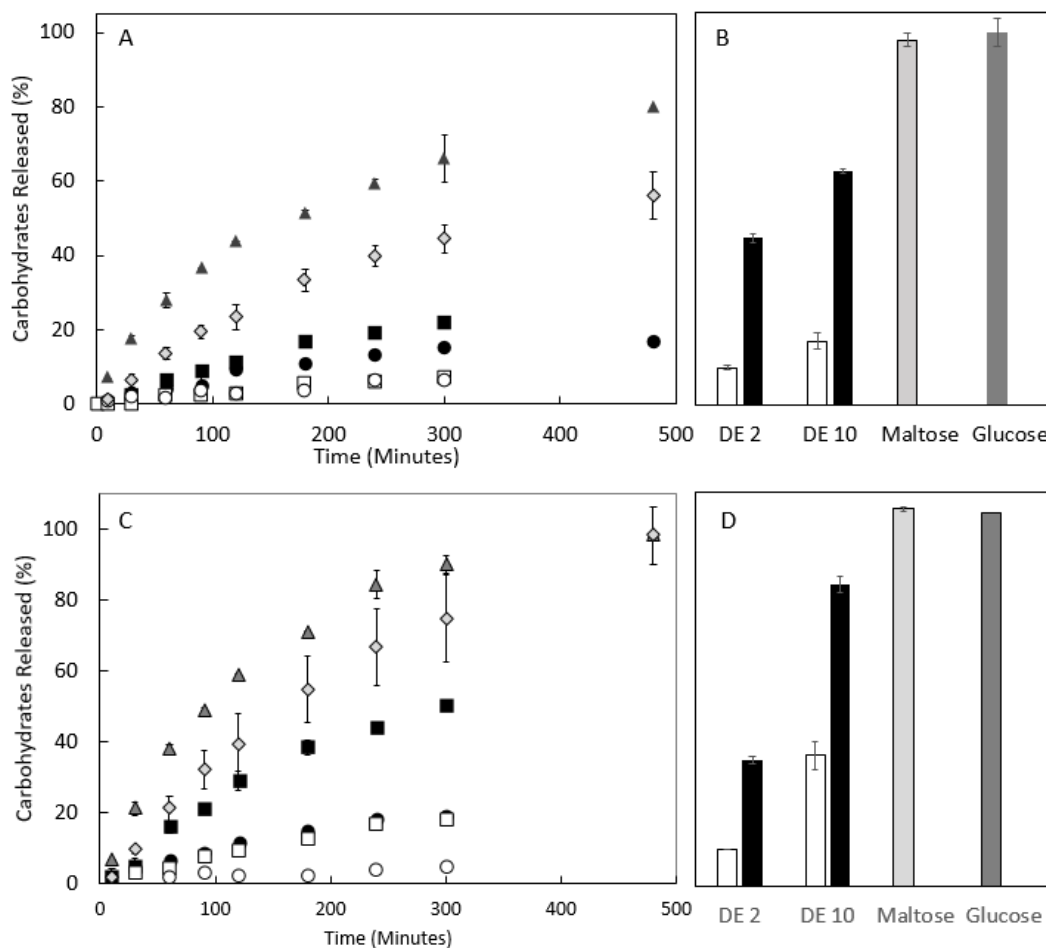 A
B
Carbohydrates Released (%)
100
80
60
40
20
0
0 100 200 300 400 500
Time (Minutes)
DE 2 DE 10 Maltose Glucose
C
D
Carbohydrates Released (%)
100
80
60
40
20
0
0 100 200 300 400 500
Time (Minutes)
DE 2 DE 10 Maltose Glucose